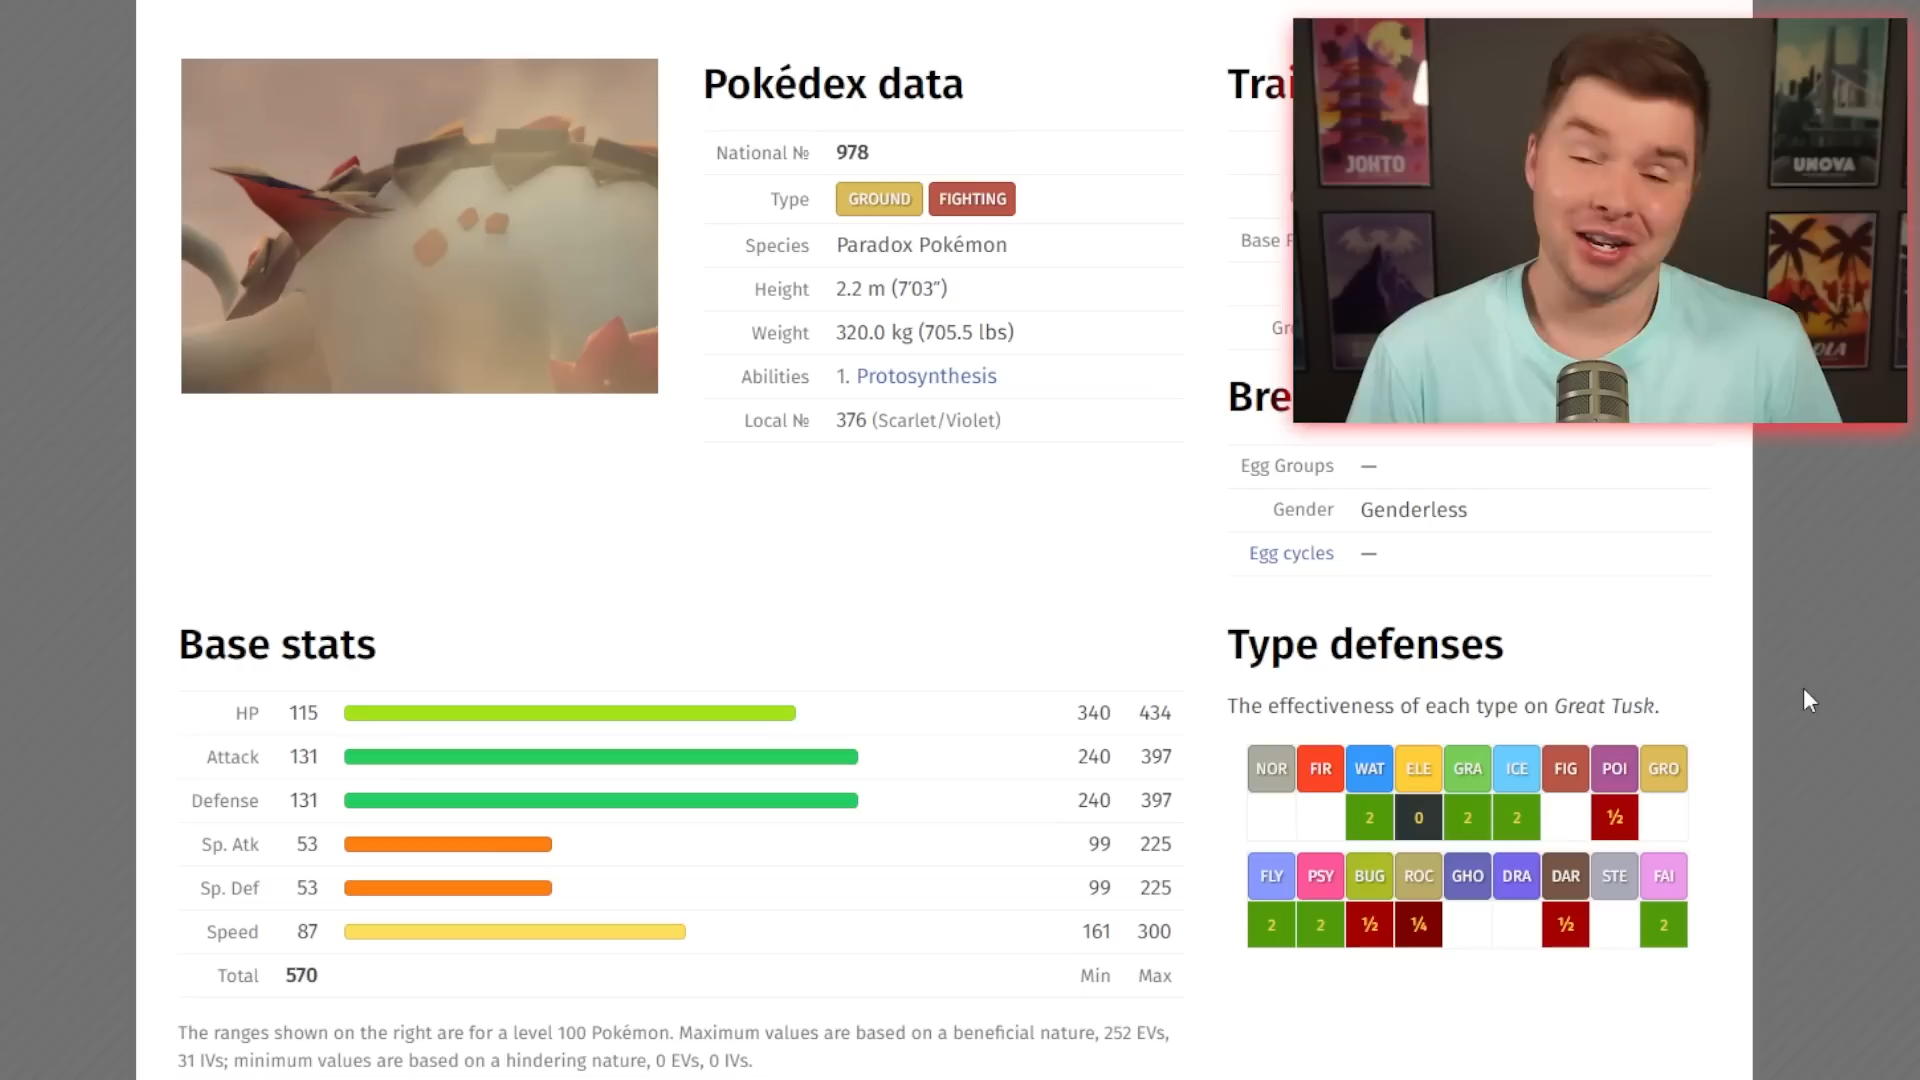 Pokédex data
National № 978
Type GROUND FIGHTING
Species Paradox Pokémon
Height 2.2 m (7′03″)
Weight 320.0 kg (705.5 lbs)
Abilities 1. Protosynthesis
Local № 376 (Scarlet/Violet)
Trai
Base F
Gr
Bre
Egg Groups —
Gender Genderless
Egg cycles —
JOHTO
UNOVA
OLA
Base stats
HP 115 340 434
Attack 131 240 397
Defense 131 240 397
Sp. Atk 53 99 225
Sp. Def 53 99 225
Speed 87 161 300
Total 570 Min Max
The ranges shown on the right are for a level 100 Pokémon. Maximum values are based on a beneficial nature, 252 EVs,
31 IVs; minimum values are based on a hindering nature, 0 EVs, 0 IVs.
Type defenses
The effectiveness of each type on Great Tusk.
NOR FIR WAT ELE GRA ICE FIG POI GRO
2 0 2 2 ½
FLY PSY BUG ROC GHO DRA DAR STE FAI
2 2 ½ ¼ ½ 2